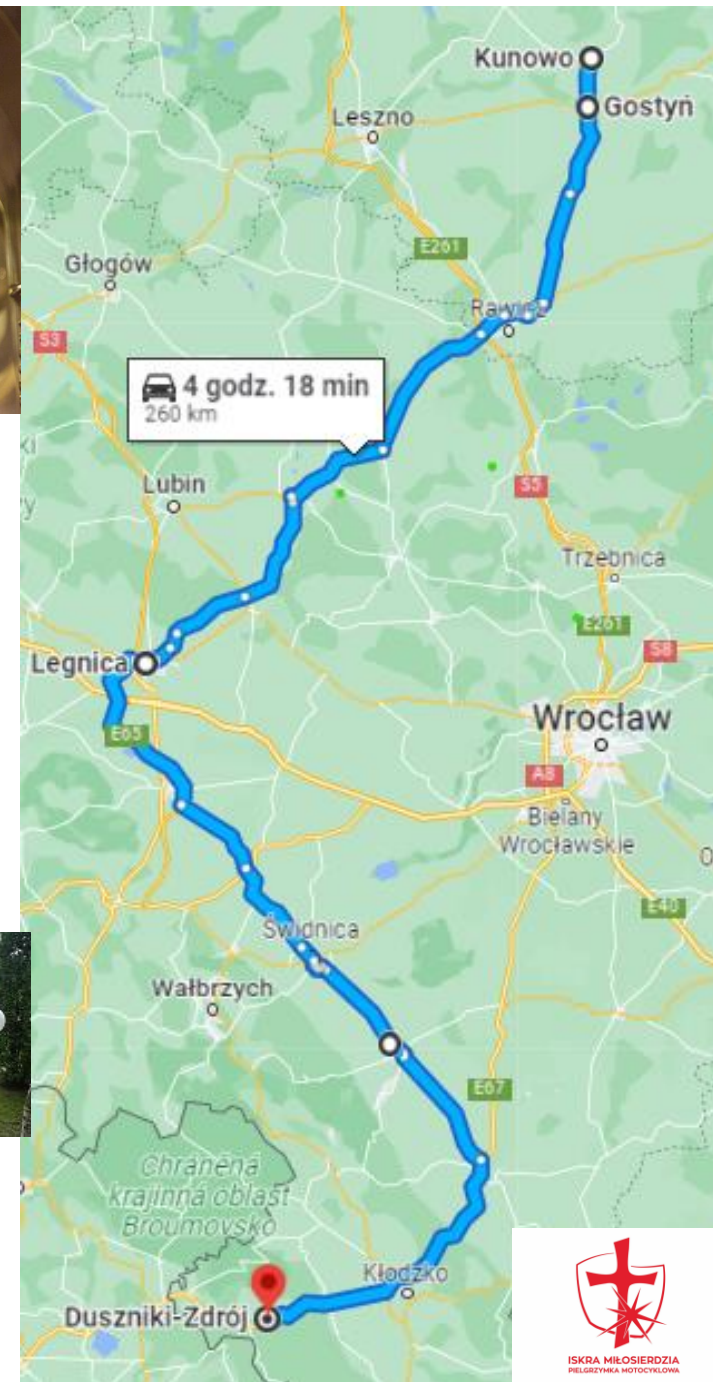 Kunowo
Gostyń
Leszno
E261
Głogów
Rawicz
S3
4 godz. 18 min
260 km
Lubin
S5
Trzebnica
E261
S8
Legnica
Wrocław
E65
A8
Bielany
Wrocławskie
E40
Świdnica
Wałbrzych
E67
Chráněná
krajinná oblast
Broumovsko
Kłodzko
Duszniki-Zdrój
ISKRA MIŁOSIERDZIA
PIELGRZYMKA MOTOCYKLOWA